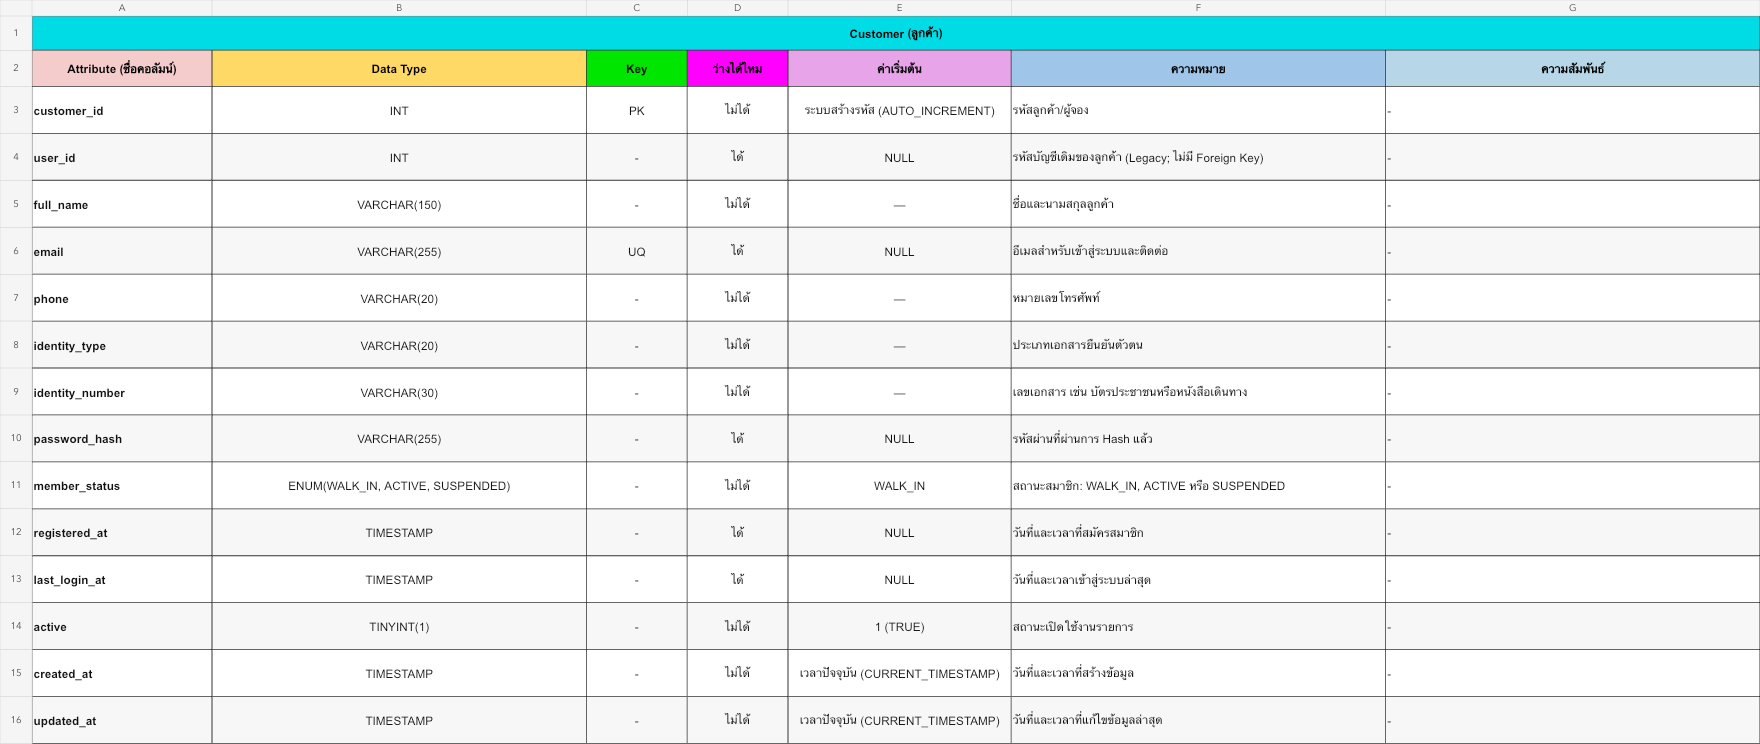 A B C D E F G
1 Customer (ลูกค้า)
2 Attribute (ชื่อคอลัมน์) Data Type Key ว่างได้ไหม ค่าเริ่มต้น ความหมาย ความสัมพันธ์
3 customer_id INT PK ไม่ได้ ระบบสร้างรหัส (AUTO_INCREMENT) รหัสลูกค้า/ผู้จอง -
4 user_id INT - ได้ NULL รหัสบัญชีเดิมของลูกค้า (Legacy; ไม่มี Foreign Key) -
5 full_name VARCHAR(150) - ไม่ได้ — ชื่อและนามสกุลลูกค้า -
6 email VARCHAR(255) UQ ได้ NULL อีเมลสำหรับเข้าสู่ระบบและติดต่อ -
7 phone VARCHAR(20) - ไม่ได้ — หมายเลขโทรศัพท์ -
8 identity_type VARCHAR(20) - ไม่ได้ — ประเภทเอกสารยืนยันตัวตน -
9 identity_number VARCHAR(30) - ไม่ได้ — เลขเอกสาร เช่น บัตรประชาชนหรือหนังสือเดินทาง -
10 password_hash VARCHAR(255) - ได้ NULL รหัสผ่านที่ผ่านการ Hash แล้ว -
11 member_status ENUM(WALK_IN, ACTIVE, SUSPENDED) - ไม่ได้ WALK_IN สถานะสมาชิก: WALK_IN, ACTIVE หรือ SUSPENDED -
12 registered_at TIMESTAMP - ได้ NULL วันที่และเวลาที่สมัครสมาชิก -
13 last_login_at TIMESTAMP - ได้ NULL วันที่และเวลาเข้าสู่ระบบล่าสุด -
14 active TINYINT(1) - ไม่ได้ 1 (TRUE) สถานะเปิดใช้งานรายการ -
15 created_at TIMESTAMP - ไม่ได้ เวลาปัจจุบัน (CURRENT_TIMESTAMP) วันที่และเวลาที่สร้างข้อมูล -
16 updated_at TIMESTAMP - ไม่ได้ เวลาปัจจุบัน (CURRENT_TIMESTAMP) วันที่และเวลาที่แก้ไขข้อมูลล่าสุด -